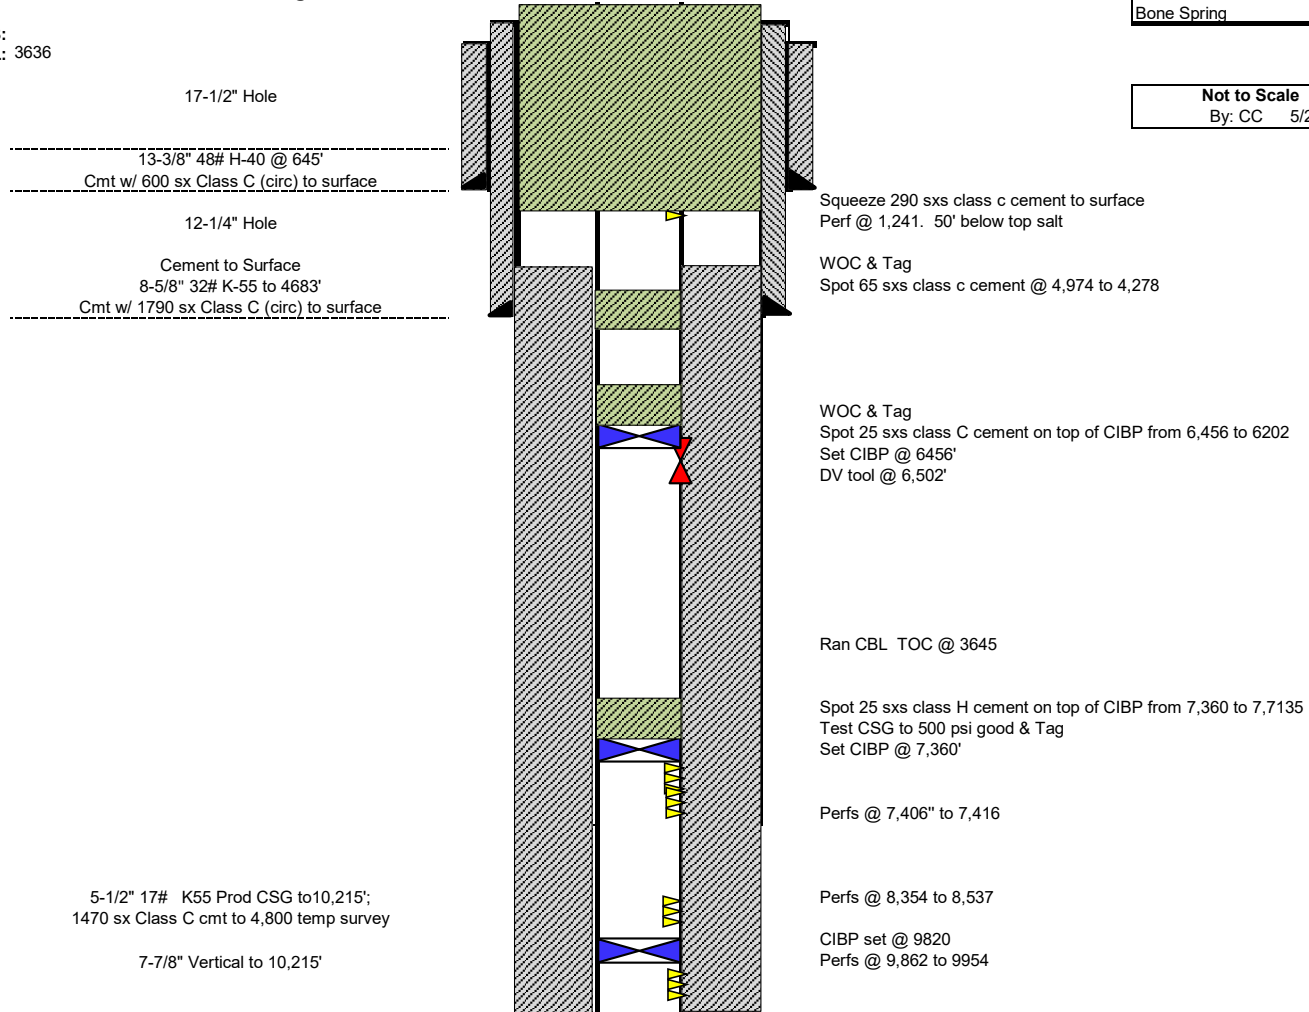 Bone Spring
: 3636
17-1/2" Hole
Not to Scale
By: CC 5/2
13-3/8" 48# H-40 @ 645'
Cmt w/ 600 sx Class C (circ) to surface
12-1/4" Hole
Cement to Surface
8-5/8" 32# K-55 to 4683'
Cmt w/ 1790 sx Class C (circ) to surface
Squeeze 290 sxs class c cement to surface
Perf @ 1,241. 50' below top salt
WOC & Tag
Spot 65 sxs class c cement @ 4,974 to 4,278
WOC & Tag
Spot 25 sxs class C cement on top of CIBP from 6,456 to 6202
Set CIBP @ 6456'
DV tool @ 6,502'
Ran CBL TOC @ 3645
Spot 25 sxs class H cement on top of CIBP from 7,360 to 7,7135
Test CSG to 500 psi good & Tag
Set CIBP @ 7,360'
Perfs @ 7,406" to 7,416
5-1/2" 17# K55 Prod CSG to10,215';
1470 sx Class C cmt to 4,800 temp survey
7-7/8" Vertical to 10,215'
Perfs @ 8,354 to 8,537
CIBP set @ 9820
Perfs @ 9,862 to 9954